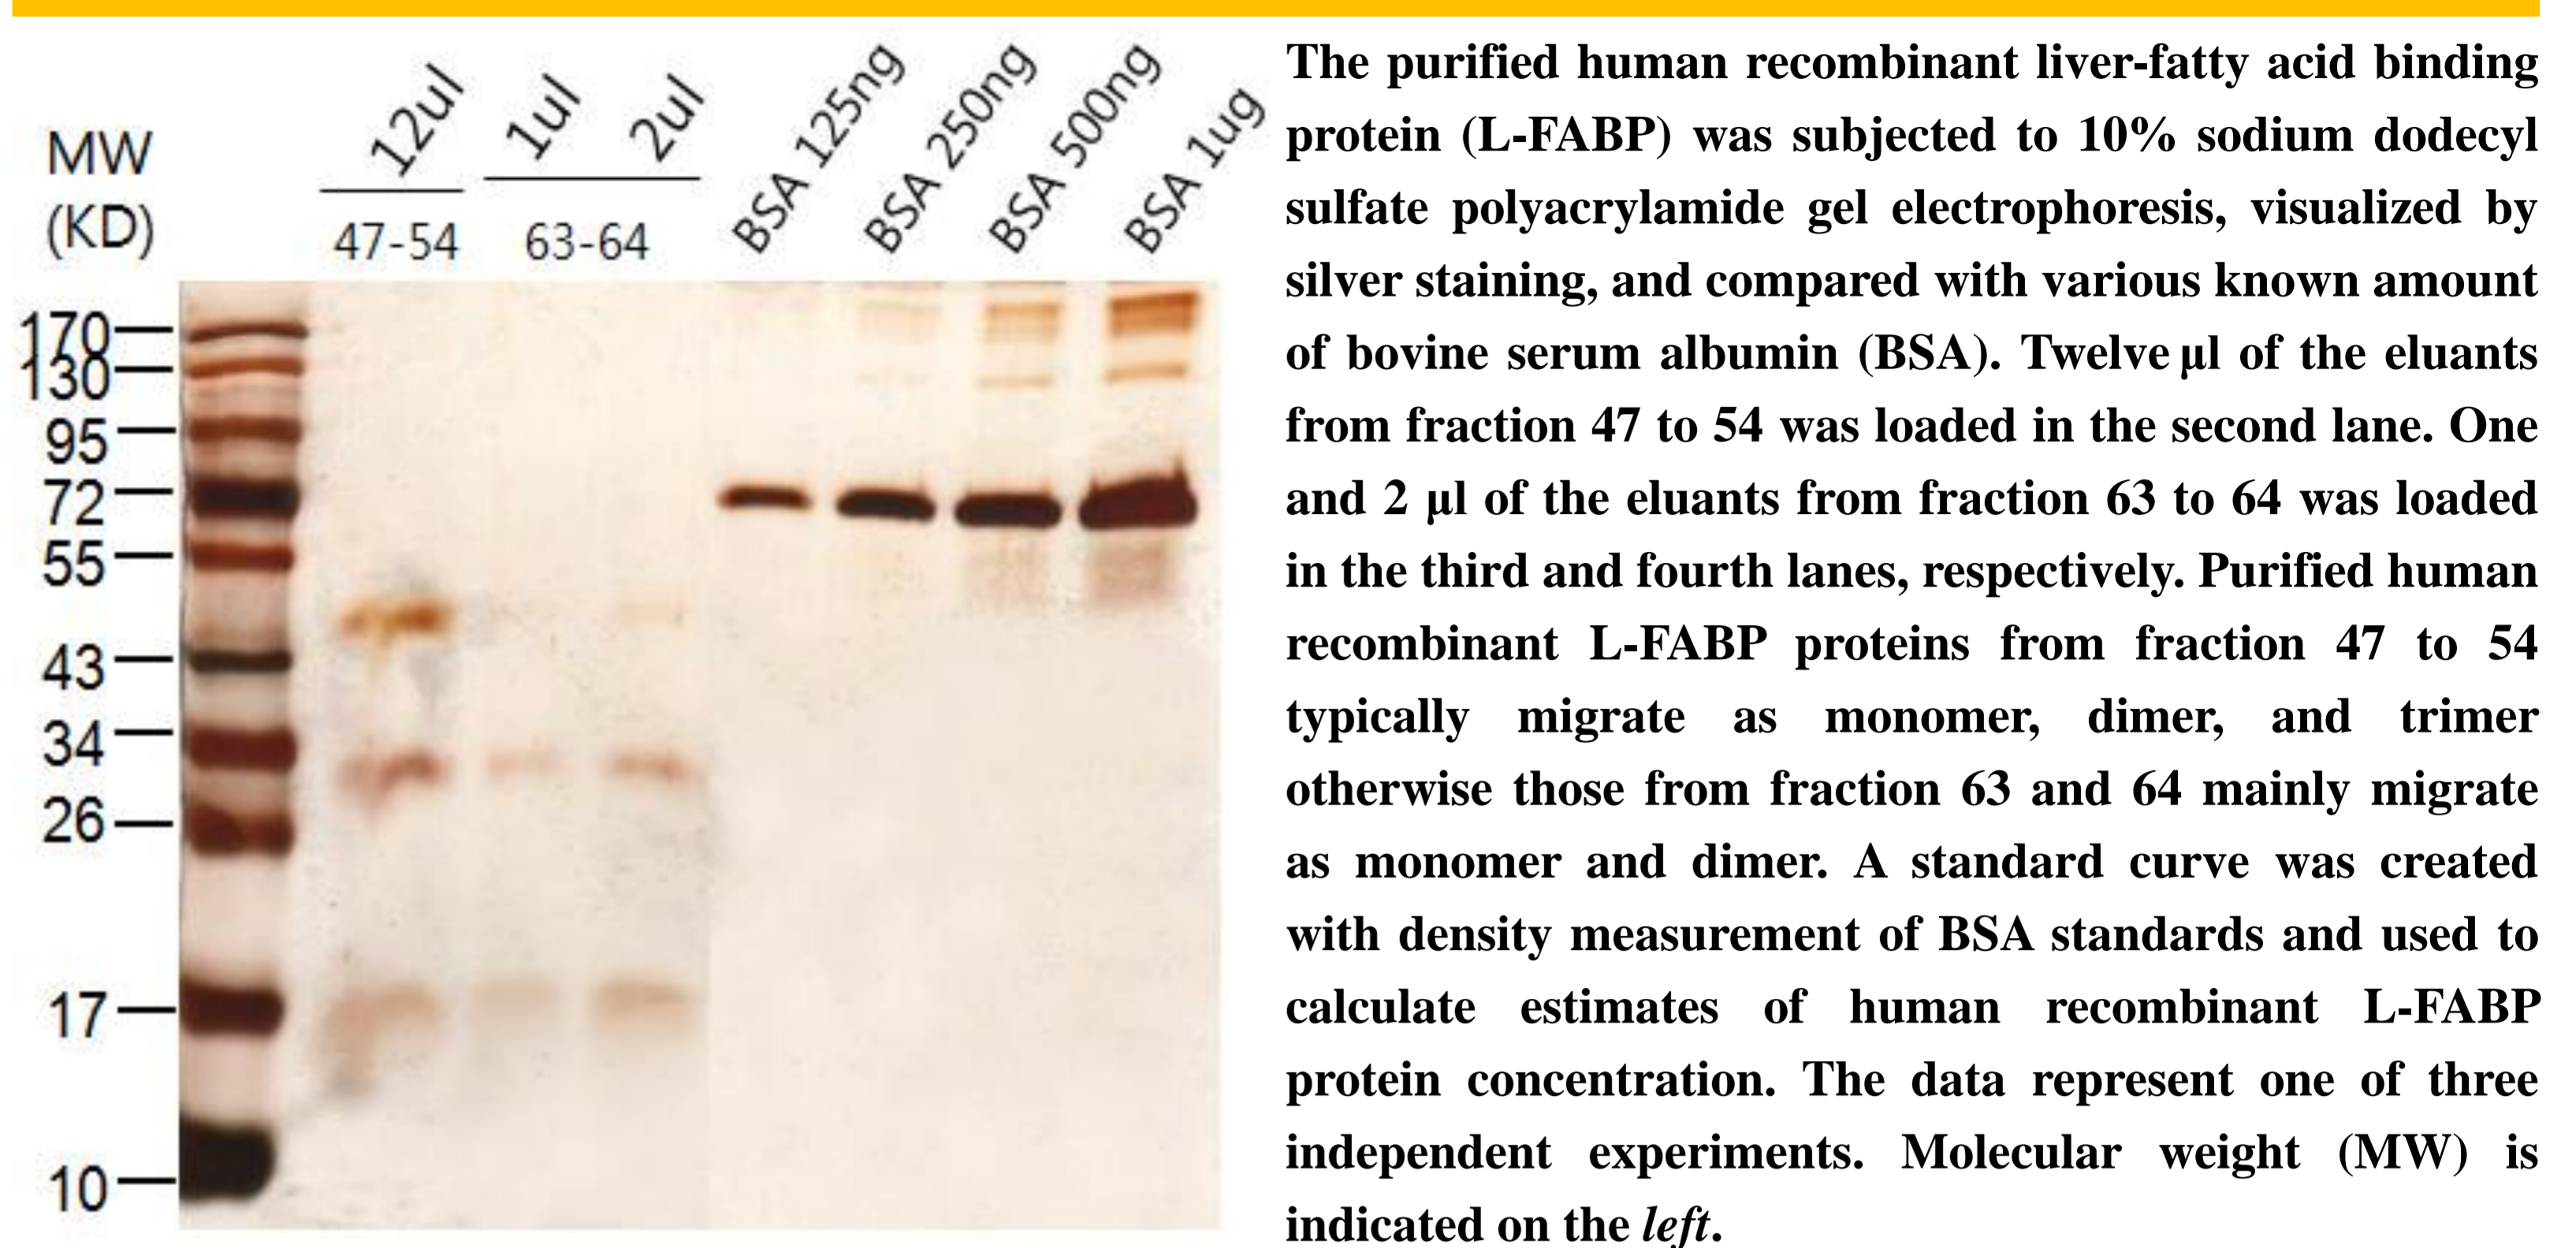 MW
(KD)
12ul
1ul
2ul
BSA 125ng
BSA 250ng
BSA 500ng
BSA 1ug
47-54
63-64
170
130
95
72
55
43
34
26
17
10
The purified human recombinant liver-fatty acid binding
protein (L-FABP) was subjected to 10% sodium dodecyl
sulfate polyacrylamide gel electrophoresis, visualized by
silver staining, and compared with various known amount
of bovine serum albumin (BSA). Twelve µl of the eluants
from fraction 47 to 54 was loaded in the second lane. One
and 2 µl of the eluants from fraction 63 to 64 was loaded
in the third and fourth lanes, respectively. Purified human
recombinant L-FABP proteins from fraction 47 to 54
typically migrate as monomer, dimer, and trimer
otherwise those from fraction 63 and 64 mainly migrate
as monomer and dimer. A standard curve was created
with density measurement of BSA standards and used to
calculate estimates of human recombinant L-FABP
protein concentration. The data represent one of three
independent experiments. Molecular weight (MW) is
indicated on the left.